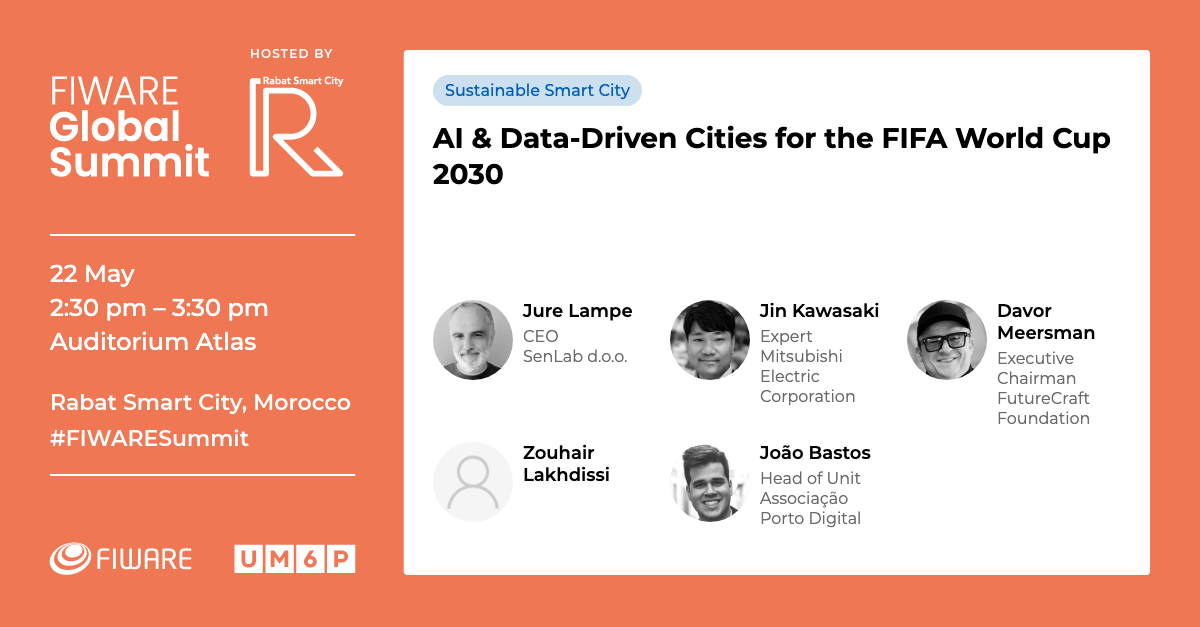 HOSTED BY
FIWARE
Global
Summit
Rabat Smart City
R
22 May
2:30 pm – 3:30 pm
Auditorium Atlas
Rabat Smart City, Morocco
#FIWARESummit
FIWARE
UM6P
Sustainable Smart City
AI & Data-Driven Cities for the FIFA World Cup
2030
Jure Lampe
CEO
SenLab d.o.o.
Jin Kawasaki
Expert
Mitsubishi
Electric
Corporation
Davor
Meersman
Executive
Chairman
FutureCraft
Foundation
Zouhair
Lakhdissi
João Bastos
Head of Unit
Associação
Porto Digital